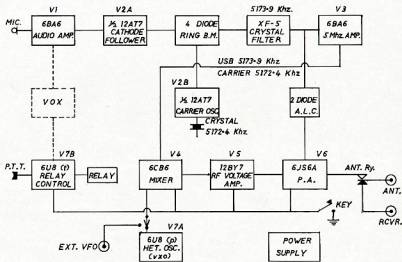 V1
V2A
5173·9 Khz.
V3
MIC.
6BA6
AUDIO AMP.
½ 12AT7
CATHODE
FOLLOWER
4 DIODE
RING B.M.
XF-5
CRYSTAL
FILTER
6BA6
5 Mhz. AMP.
USB 5173·9 Khz
CARRIER 5172·4 Khz
V2B
VOX
½ 12AT7
CARRIER OSC
2 DIODE
A.L.C.
CRYSTAL
5172·4 Khz
V7B
V4
V5
V6
P.T.T.
6U8 (t)
RELAY
CONTROL
RELAY
6CB6
MIXER
12BY7
RF VOLTAGE
AMP.
6JS6A
P.A.
ANT. Ry.
ANT.
KEY
RCVR.
V7A
EXT. VFO
6U8 (p)
HET. OSC.
(vxo)
POWER
SUPPLY